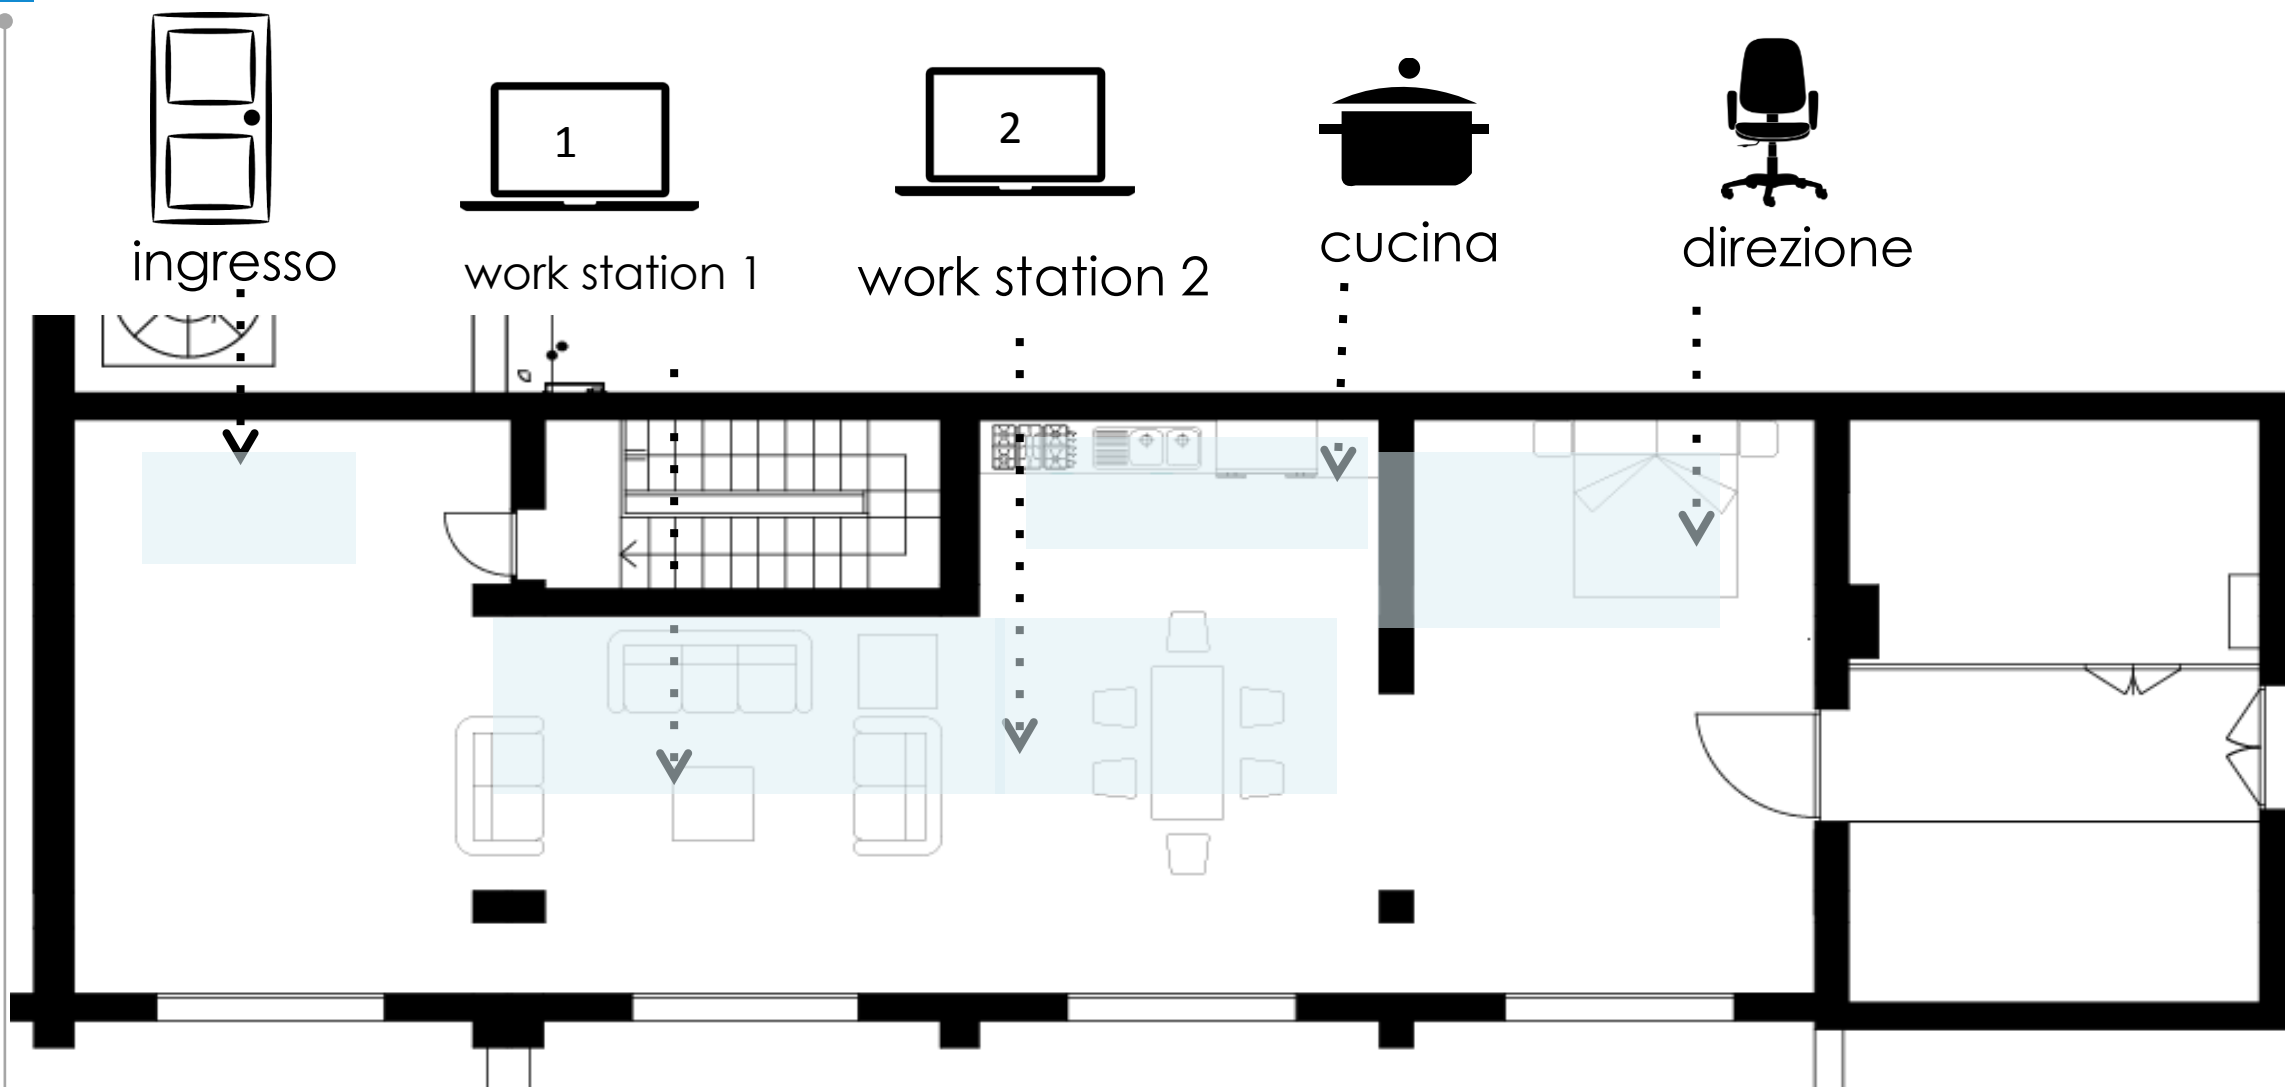 1
2
ingresso
work station 1
work station 2
cucina
direzione